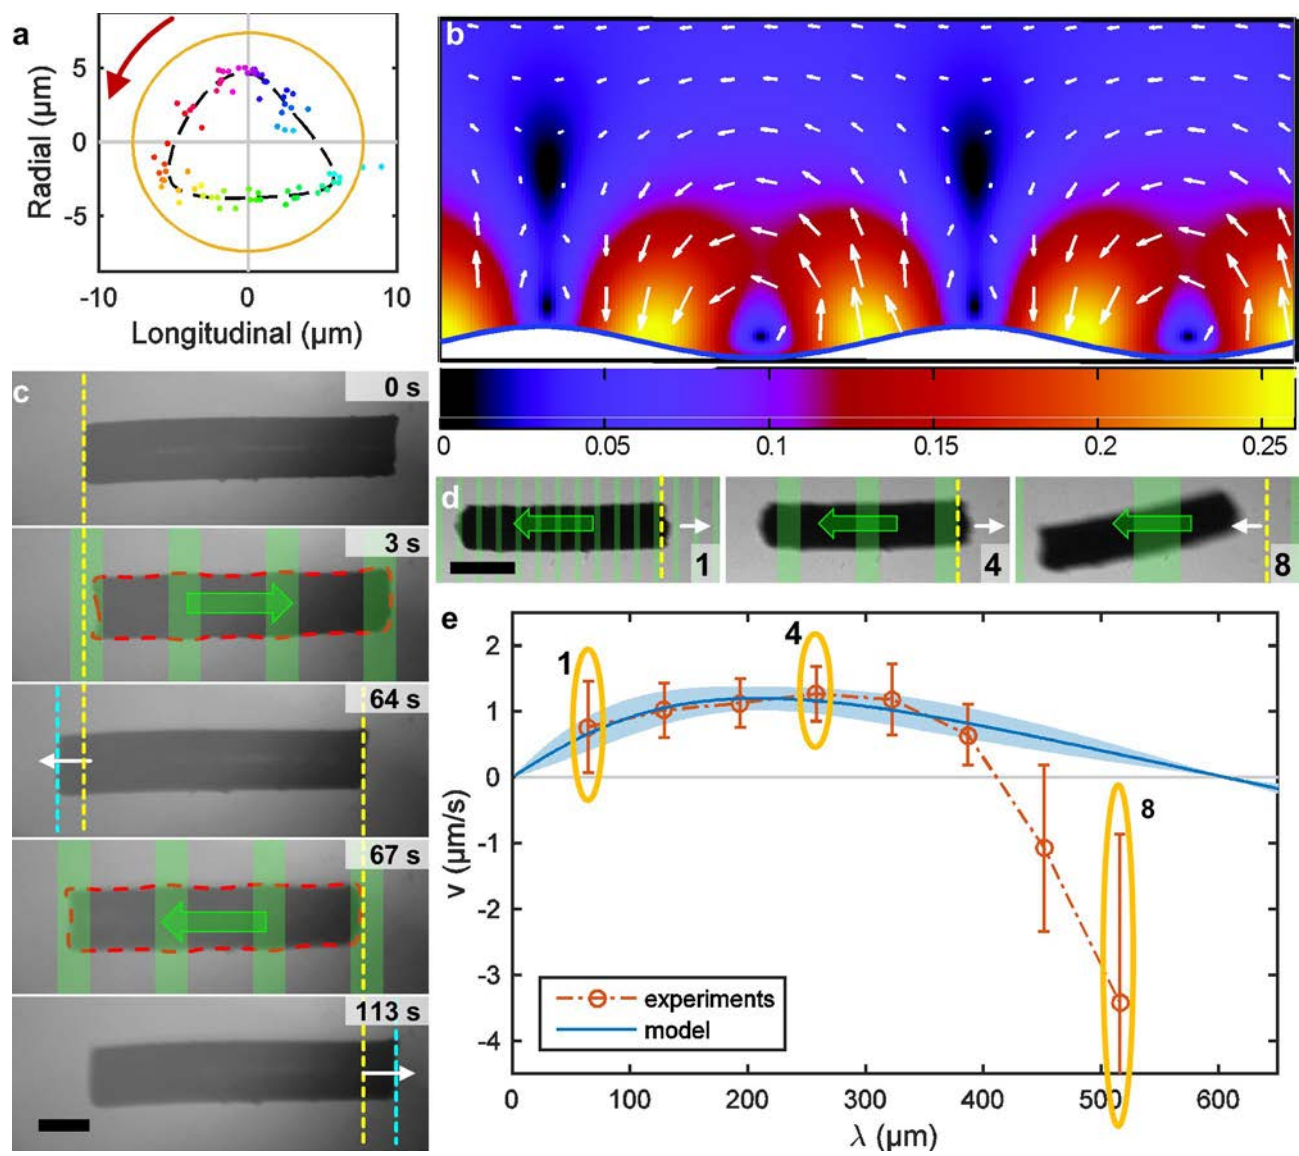 a
Radial (µm)
5
0
-5
-10
0
10
Longitudinal (µm)
b
0
0.05
0.1
0.15
0.2
0.25
c
0 s
3 s
64 s
67 s
113 s
d
1
4
8
e
v (µm/s)
2
1
0
-1
-2
-3
-4
1
4
8
experiments
model
0
100
200
300
400
500
600
λ (µm)